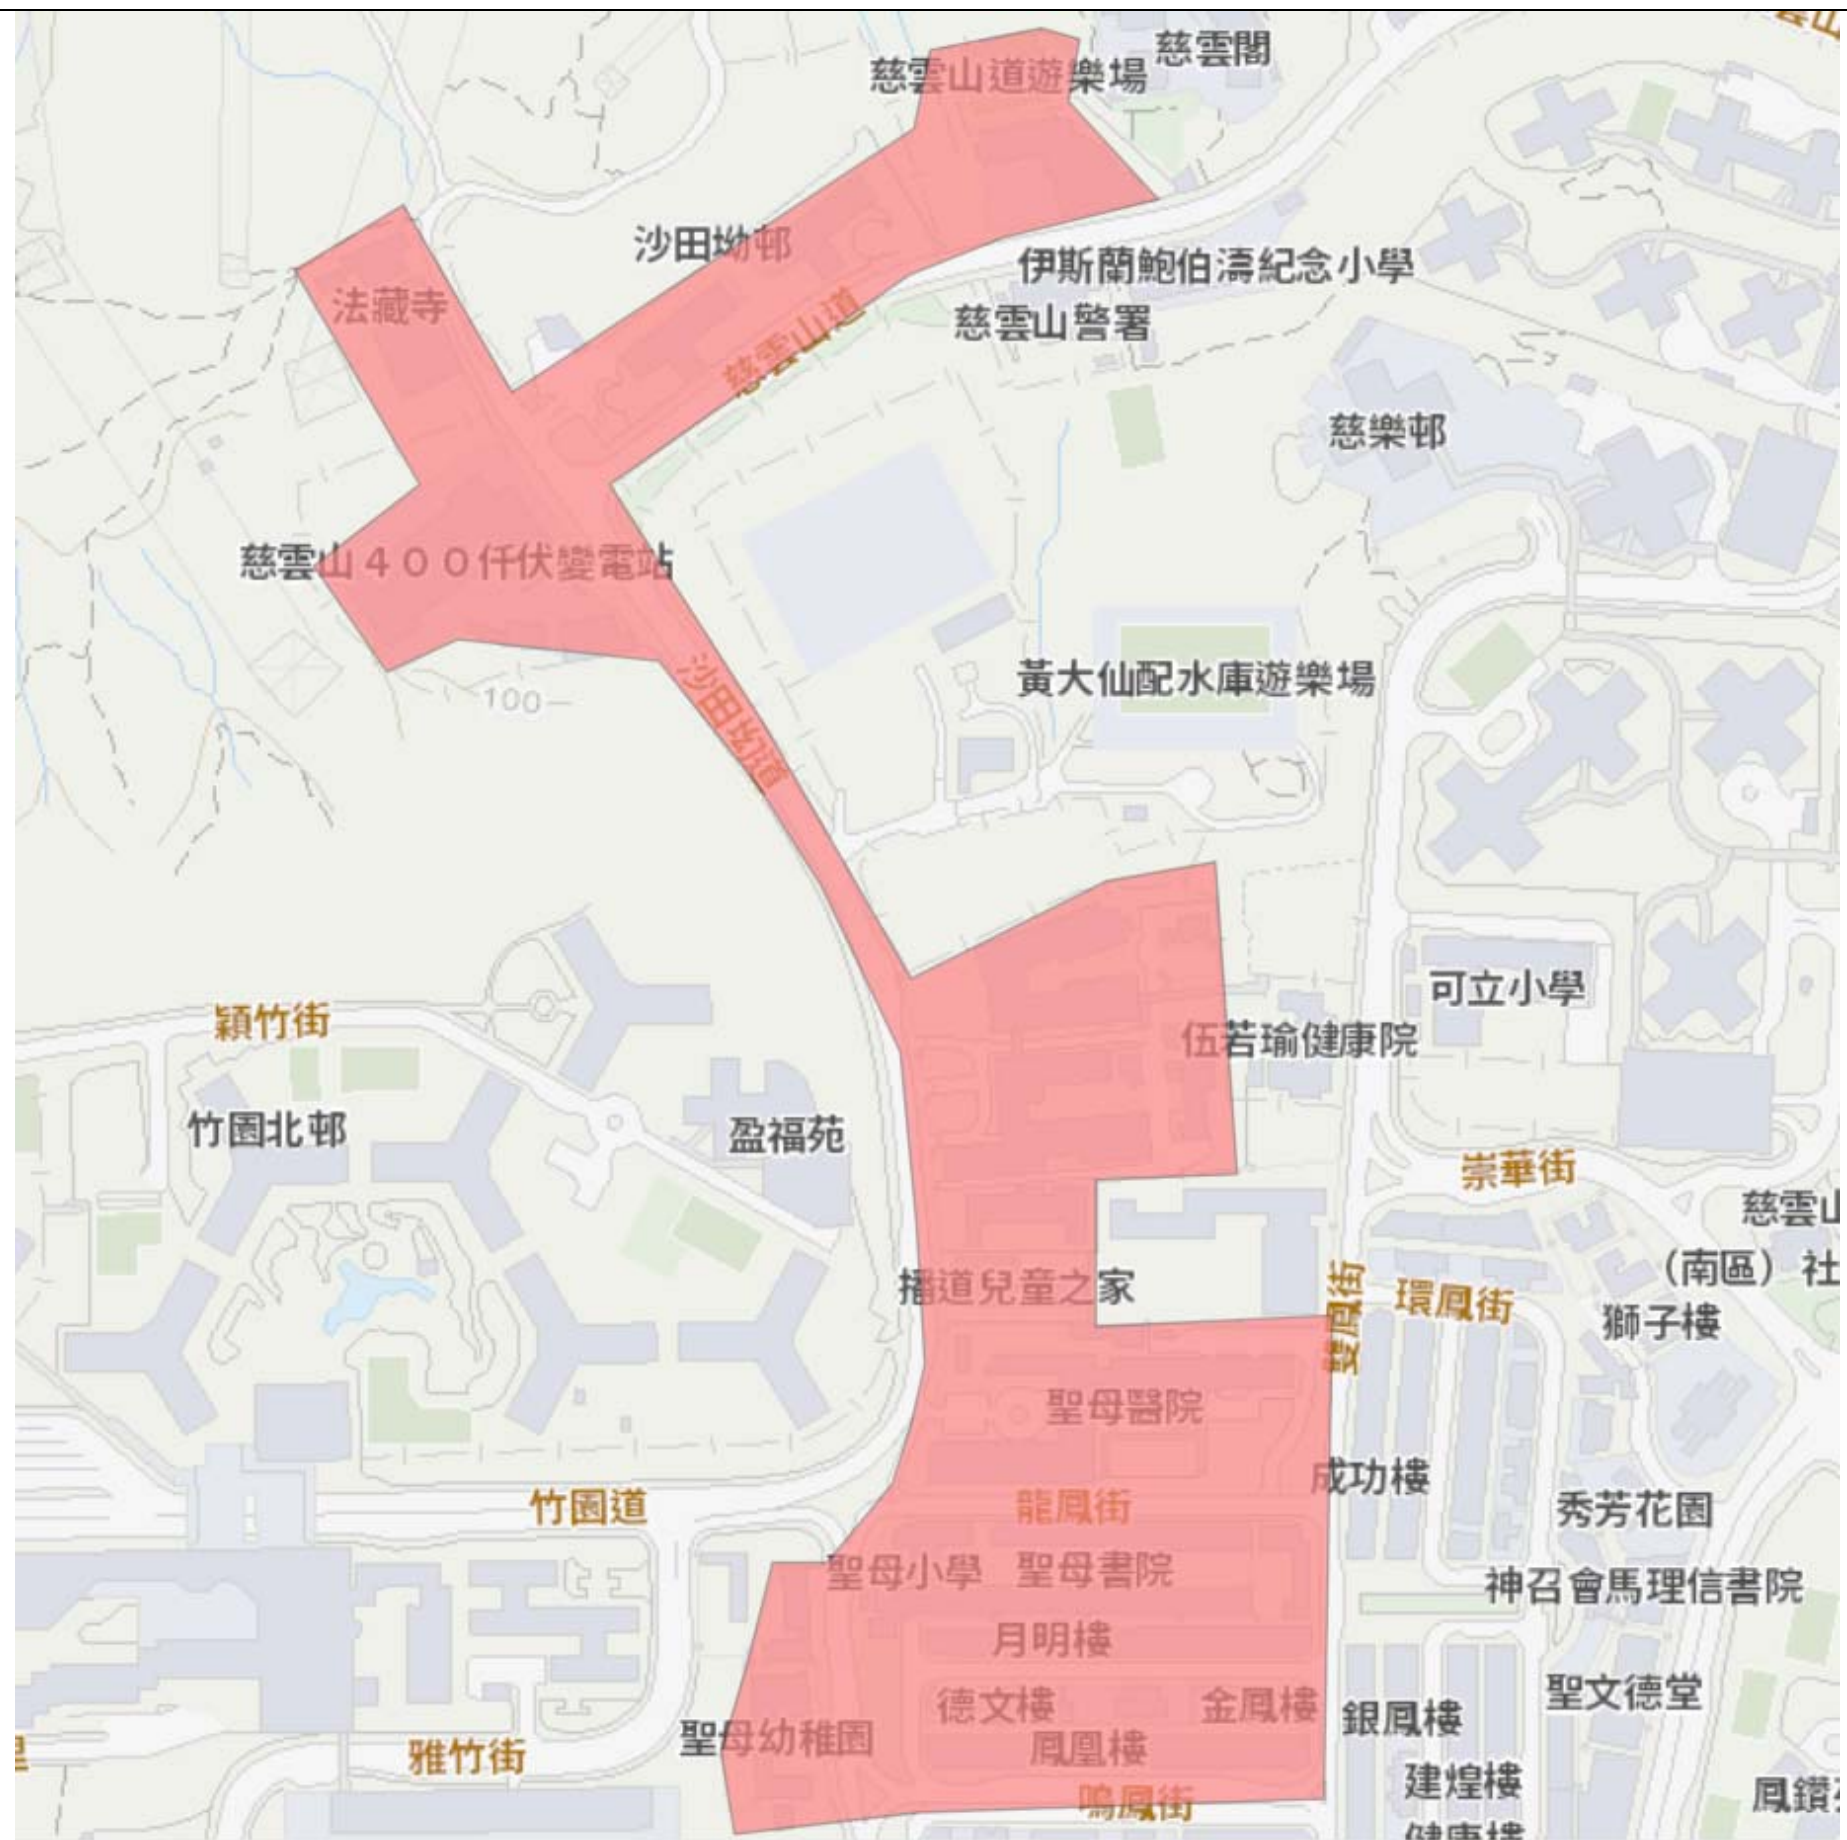 慈雲閣
慈雲山道遊樂場
沙田坳邨
伊斯蘭鮑伯濤紀念小學
法藏寺
慈雲山警署
慈雲山道
慈樂邨
慈雲山400仟伏變電站
黃大仙配水庫遊樂場
100
沙田坳道
可立小學
穎竹街
伍若瑜健康院
竹園北邨
盈福苑
崇華街
慈雲山
(南區)社
播道兒童之家
環鳳街
雙鳳街
獅子樓
聖母醫院
成功樓
竹園道
龍鳳街
秀芳花園
聖母小學
聖母書院
神召會馬理信書院
月明樓
聖文德堂
德文樓
金鳳樓
銀鳳樓
聖母幼稚園
鳳凰樓
雅竹街
建煌樓
鳴鳳街
鳳鑽
健康樓